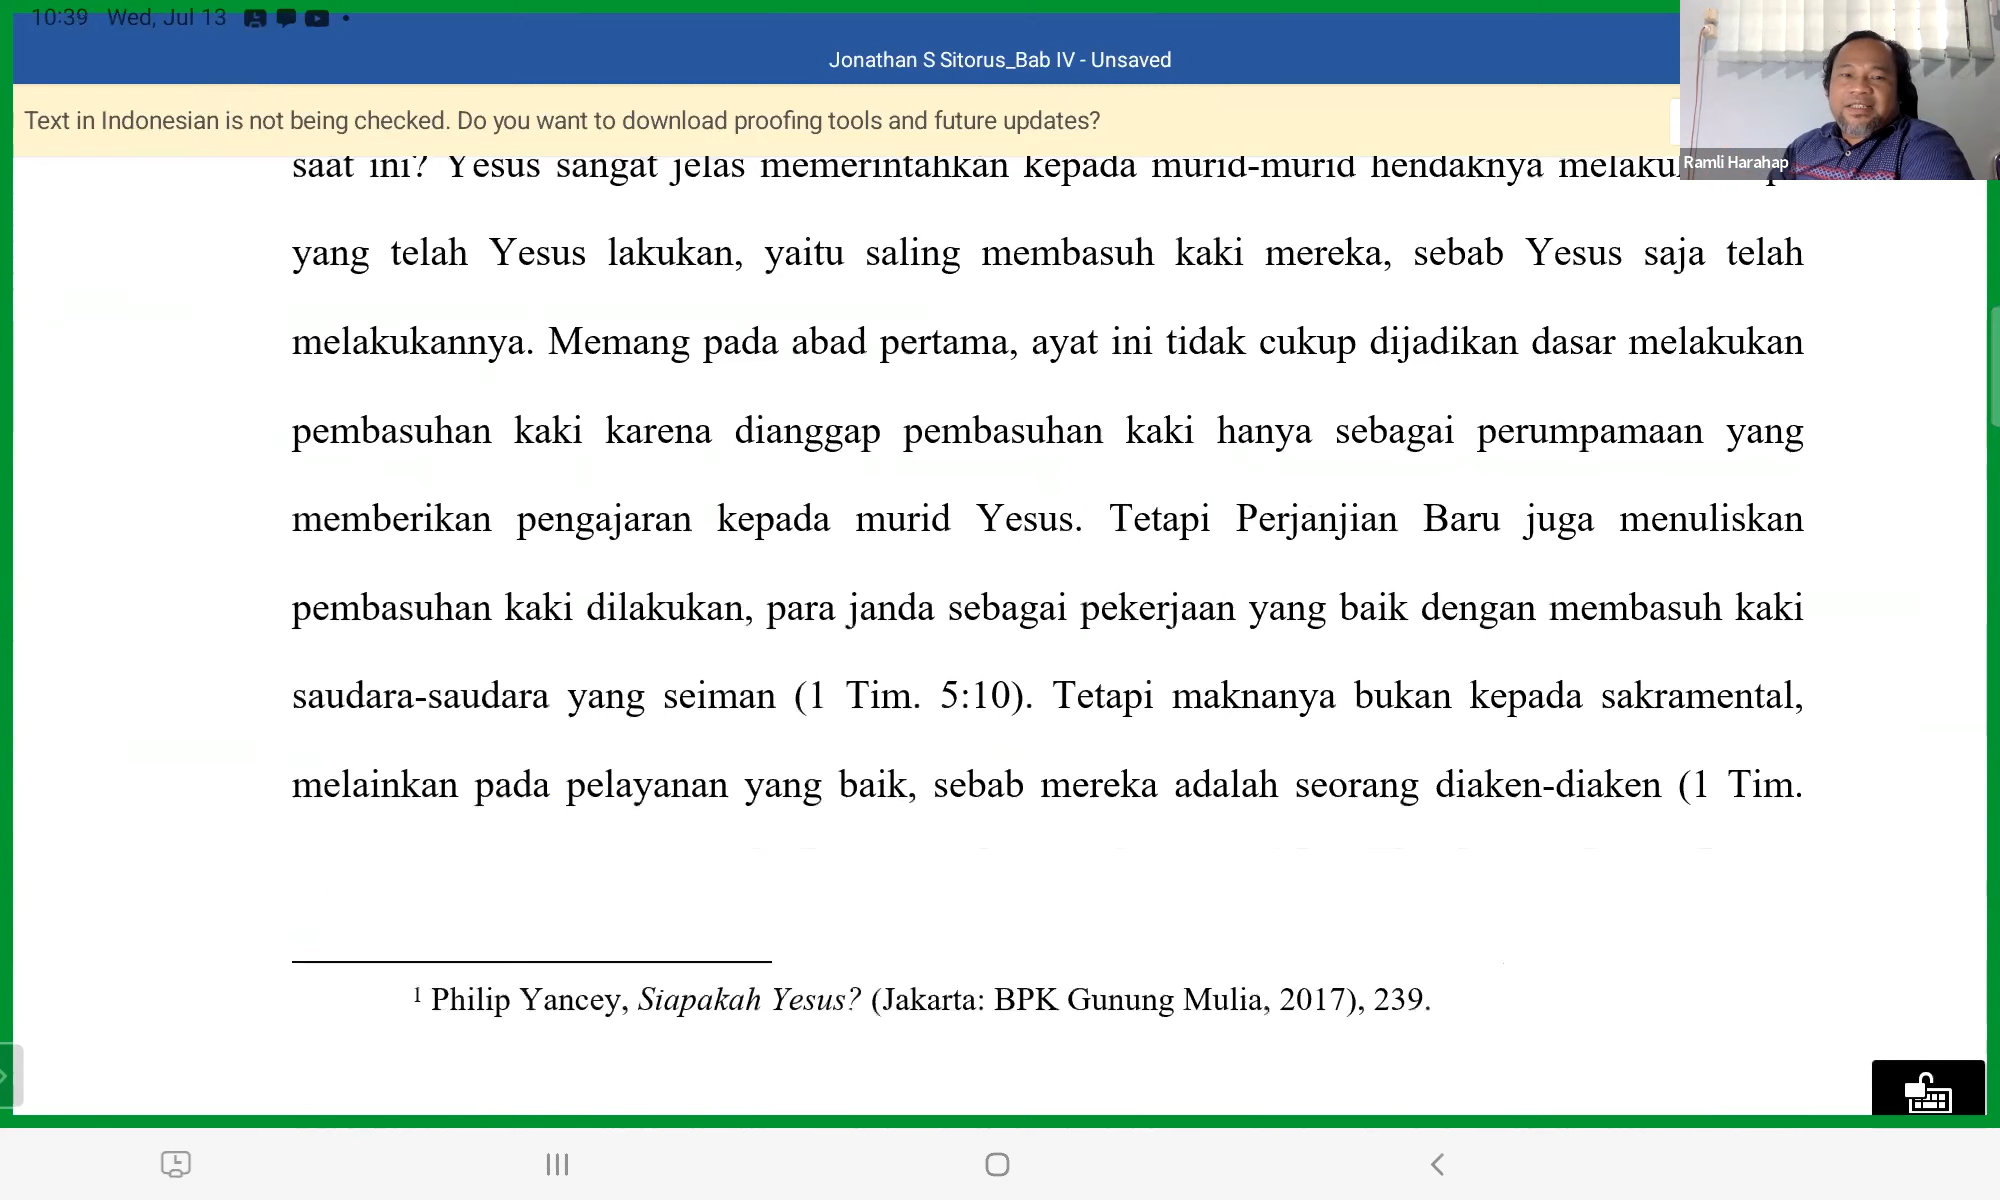 10:39 Wed, Jul 13
Jonathan S Sitorus_Bab IV - Unsaved
Text in Indonesian is not being checked. Do you want to download proofing tools and future updates?
Ramli Harahap
saat ini? Yesus sangat jelas memerintahkan kepada murid-murid hendaknya
yang telah Yesus lakukan, yaitu saling membasuh kaki mereka, sebab Yesus saja telah
melakukannya. Memang pada abad pertama, ayat ini tidak cukup dijadikan dasar melakukan
pembasuhan kaki karena dianggap pembasuhan kaki hanya sebagai perumpamaan yang
memberikan pengajaran kepada murid Yesus. Tetapi Perjanjian Baru juga menuliskan
pembasuhan kaki dilakukan, para janda sebagai pekerjaan yang baik dengan membasuh kaki
saudara-saudara yang seiman (1 Tim. 5:10). Tetapi maknanya bukan kepada sakramental,
melainkan pada pelayanan yang baik, sebab mereka adalah seorang diaken-diaken (1 Tim.
1 Philip Yancey, Siapakah Yesus? (Jakarta: BPK Gunung Mulia, 2017), 239.